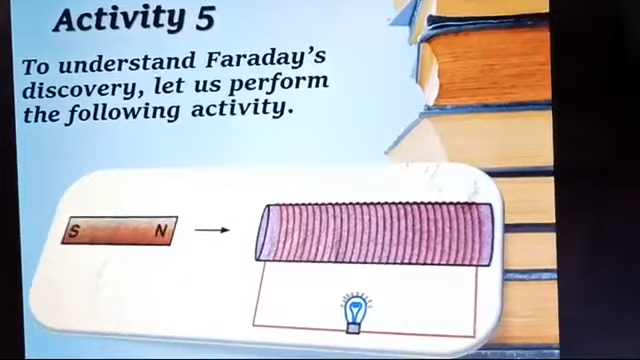 Activity 5
To understand Faraday's
discovery, let us perform
the following activity.
S N